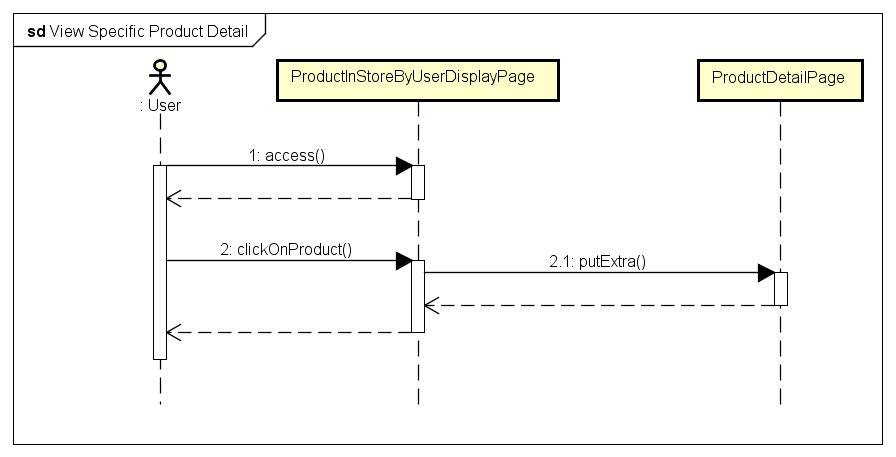 sd View Specific Product Detail
: User
ProductInStoreByUserDisplayPage
ProductDetailPage
1: access()
2: clickOnProduct()
2.1: putExtra()